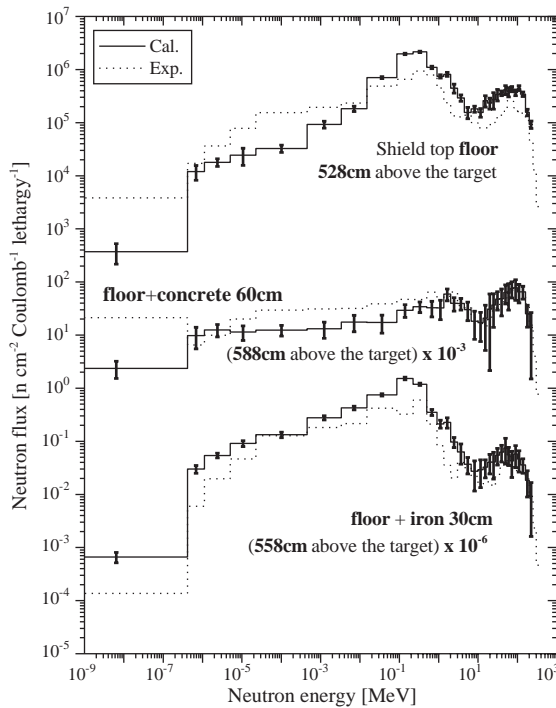 10⁷
10⁶
10⁵
10⁴
10³
10²
10¹
10⁰
10⁻¹
10⁻²
10⁻³
10⁻⁴
10⁻⁵
Neutron flux [n cm⁻² Coulomb⁻¹ lethargy⁻¹]
Cal.
Exp.
Shield top floor
528cm above the target
floor+concrete 60cm
(588cm above the target) x 10⁻³
floor + iron 30cm
(558cm above the target) x 10⁻⁶
10⁻⁹ 10⁻⁷ 10⁻⁵ 10⁻³ 10⁻¹ 10¹ 10³
Neutron energy [MeV]